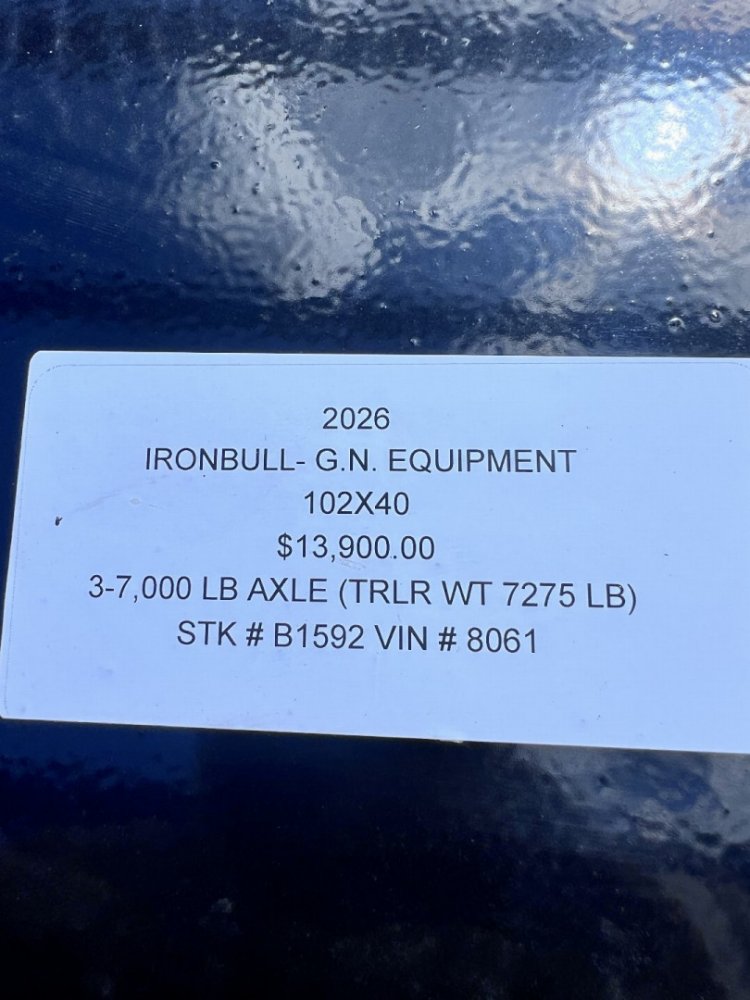 2026
IRONBULL- G.N. EQUIPMENT
102X40
$13,900.00
3-7,000 LB AXLE (TRLR WT 7275 LB)
STK # B1592 VIN # 8061